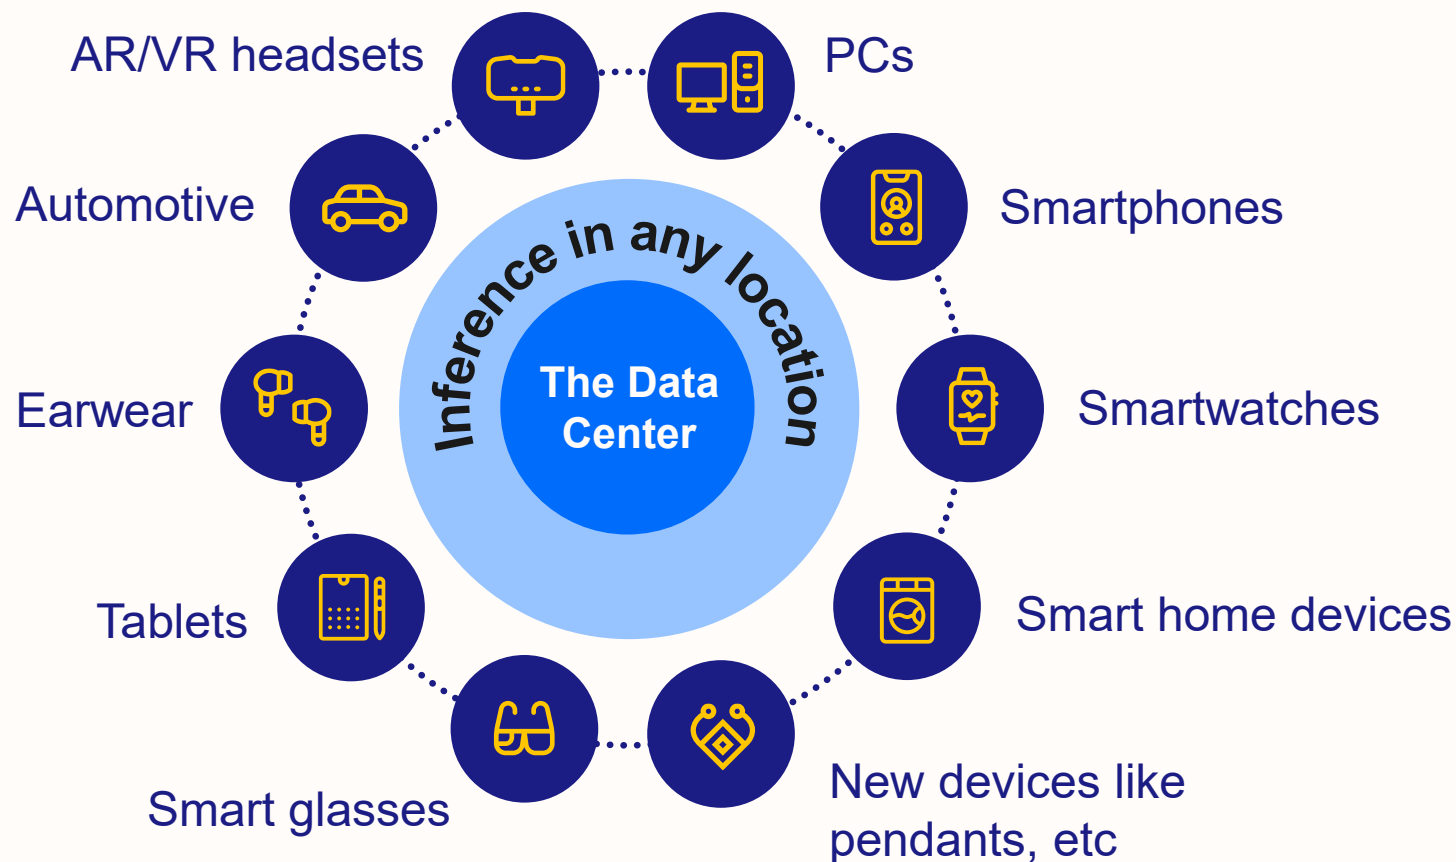 AR/VR headsets
PCs
Automotive
Smartphones
Inference in any location
The Data
Center
Earwear
Smartwatches
Tablets
Smart home devices
Smart glasses
New devices like
pendants, etc